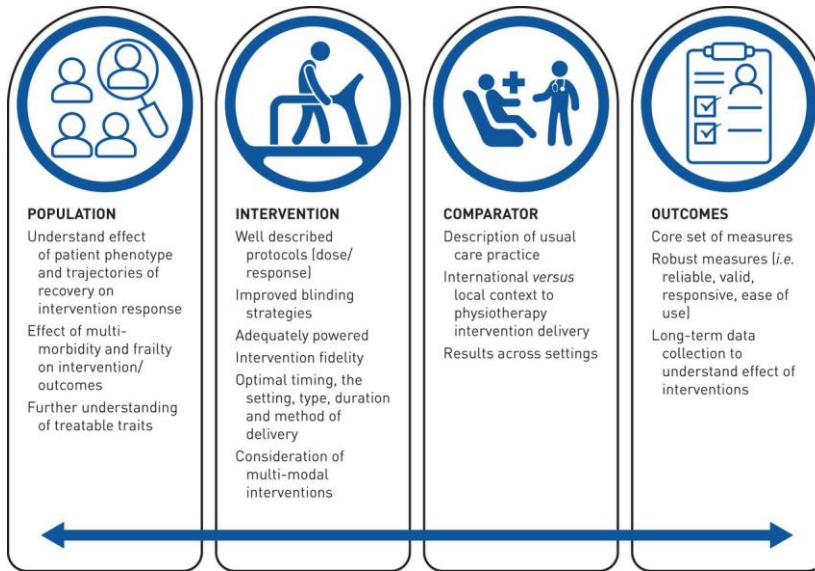 POPULATION
Understand effect
of patient phenotype
and trajectories of
recovery on
intervention response
Effect of multi-
morbidity and frailty
on intervention/
outcomes
Further understanding
of treatable traits
INTERVENTION
Well described
protocols (dose/
response)
Improved blinding
strategies
Adequately powered
Intervention fidelity
Optimal timing, the
setting, type, duration
and method of
delivery
Consideration of
multi-modal
interventions
COMPARATOR
Description of usual
care practice
International versus
local context to
physiotherapy
intervention delivery
Results across settings
OUTCOMES
Core set of measures
Robust measures (i.e.
reliable, valid,
responsive, ease of
use)
Long-term data
collection to
understand effect of
interventions